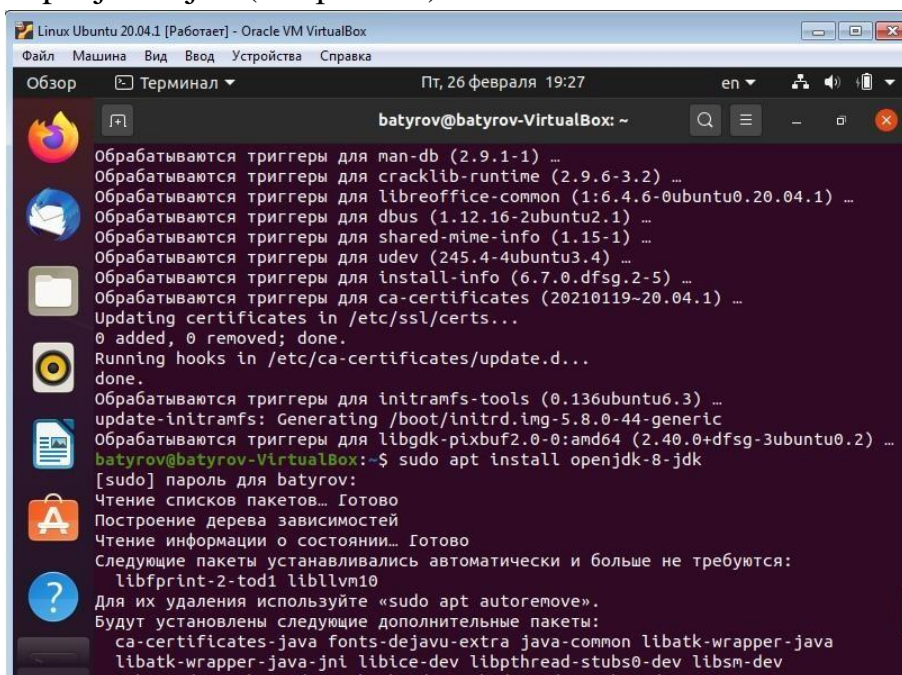 Linux Ubuntu 20.04.1 [Работает] - Oracle VM VirtualBox
Файл Машина Вид Ввод Устройства Справка
Обзор Терминал Пт, 26 февраля 19:27 en
batyrov@batyrov-VirtualBox: ~
Обрабатываются триггеры для man-db (2.9.1-1) …
Обрабатываются триггеры для cracklib-runtime (2.9.6-3.2) …
Обрабатываются триггеры для libreoffice-common (1:6.4.6-0ubuntu0.20.04.1) …
Обрабатываются триггеры для dbus (1.12.16-2ubuntu2.1) …
Обрабатываются триггеры для shared-mime-info (1.15-1) …
Обрабатываются триггеры для udev (245.4-4ubuntu3.4) …
Обрабатываются триггеры для install-info (6.7.0.dfsg.2-5) …
Обрабатываются триггеры для ca-certificates (20210119~20.04.1) …
Updating certificates in /etc/ssl/certs...
0 added, 0 removed; done.
Running hooks in /etc/ca-certificates/update.d...
done.
Обрабатываются триггеры для initramfs-tools (0.136ubuntu6.3) …
update-initramfs: Generating /boot/initrd.img-5.8.0-44-generic
Обрабатываются триггеры для libgdk-pixbuf2.0-0:amd64 (2.40.0+dfsg-3ubuntu0.2) …
batyrov@batyrov-VirtualBox:~$ sudo apt install openjdk-8-jdk
[sudo] пароль для batyrov:
Чтение списков пакетов… Готово
Построение дерева зависимостей
Чтение информации о состоянии… Готово
Следующие пакеты устанавливались автоматически и больше не требуются:
libfprint-2-tod1 libllvm10
Для их удаления используйте «sudo apt autoremove».
Будут установлены следующие дополнительные пакеты:
ca-certificates-java fonts-dejavu-extra java-common libatk-wrapper-java
libatk-wrapper-java-jni libice-dev libpthread-stubs0-dev libsm-dev